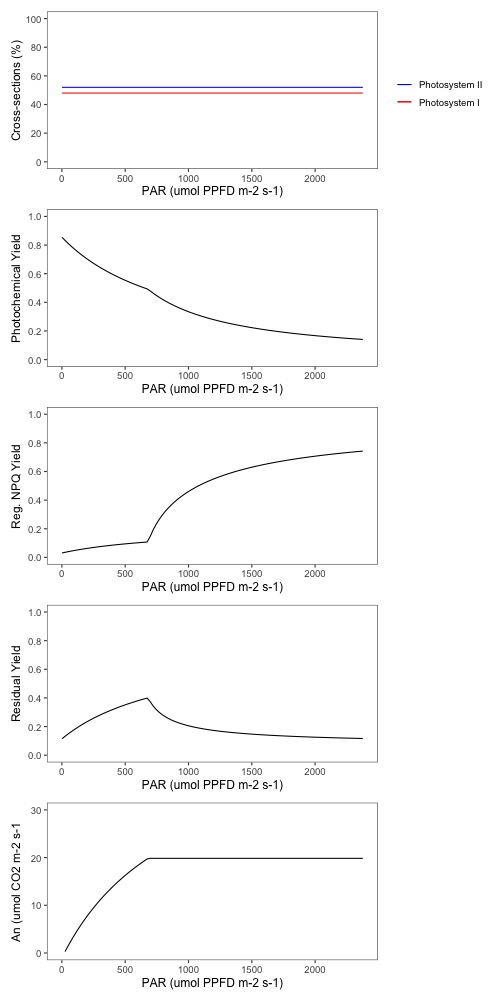 Cross-sections (%)
100
80
60
40
20
0
0 500 1000 1500 2000
PAR (umol PPFD m-2 s-1)
Photosystem II
Photosystem I
Photochemical Yield
1.0
0.8
0.6
0.4
0.2
0.0
0 500 1000 1500 2000
PAR (umol PPFD m-2 s-1)
Reg. NPQ Yield
1.0
0.8
0.6
0.4
0.2
0.0
0 500 1000 1500 2000
PAR (umol PPFD m-2 s-1)
Residual Yield
1.0
0.8
0.6
0.4
0.2
0.0
0 500 1000 1500 2000
PAR (umol PPFD m-2 s-1)
An (umol CO2 m-2 s-1
30
20
10
0
0 500 1000 1500 2000
PAR (umol PPFD m-2 s-1)